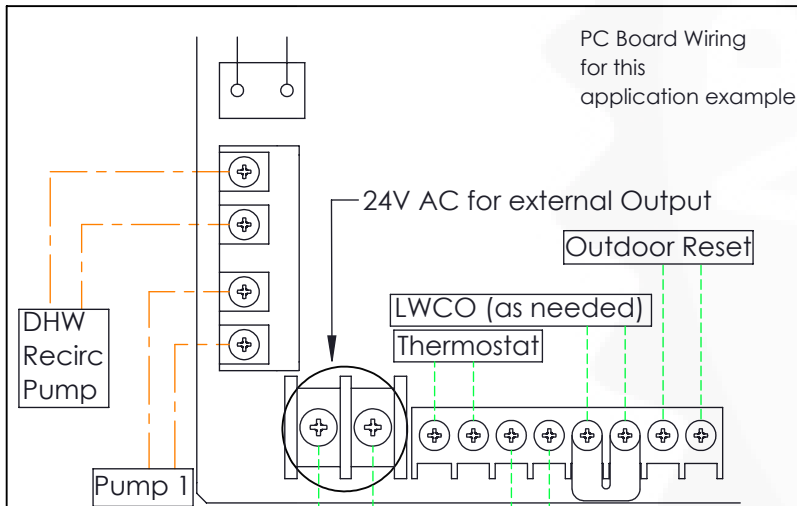 PC Board Wiring
for this
application example
24V AC for external Output
Outdoor Reset
LWCO (as needed)
Thermostat
DHW
Recirc
Pump
Pump 1